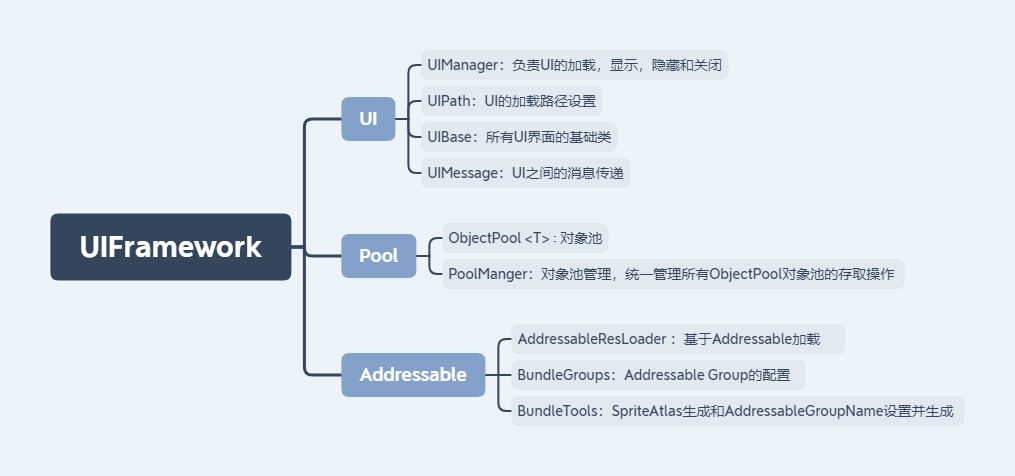 UIFramework
UI
UIManager：负责UI的加载，显示，隐藏和关闭
UIPath：UI的加载路径设置
UIBase：所有UI界面的基础类
UIMessage：UI之间的消息传递
Pool
ObjectPool <T> : 对象池
PoolManger：对象池管理，统一管理所有ObjectPool对象池的存取操作
Addressable
AddressableResLoader ：基于Addressable加载
BundleGroups：Addressable Group的配置
BundleTools：SpriteAtlas生成和AddressableGroupName设置并生成